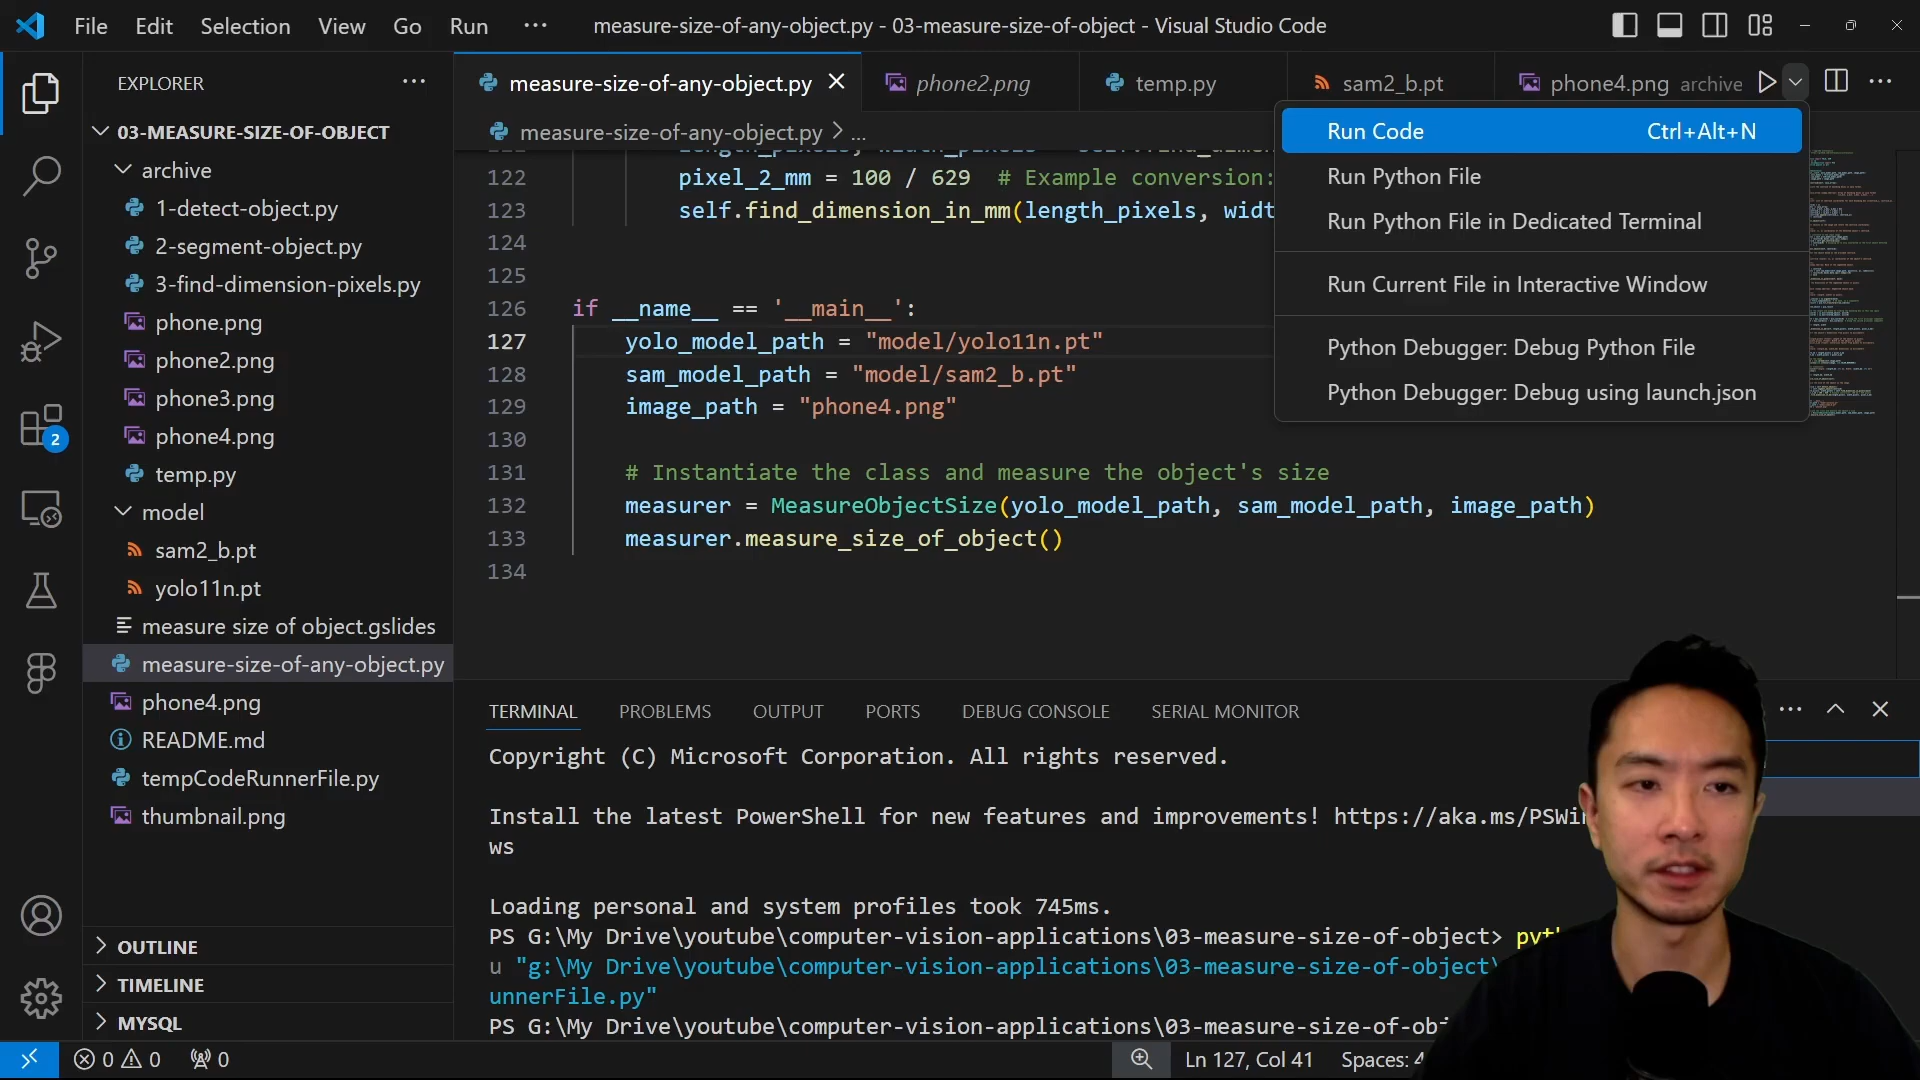 File Edit Selection View Go Run ··· measure-size-of-any-object.py - 03-measure-size-of-object - Visual Studio Code
EXPLORER ···
03-MEASURE-SIZE-OF-OBJECT
archive
1-detect-object.py
2-segment-object.py
3-find-dimension-pixels.py
phone.png
phone2.png
phone3.png
phone4.png
temp.py
model
sam2_b.pt
yolo11n.pt
measure size of object.gslides
measure-size-of-any-object.py
phone4.png
README.md
tempCodeRunnerFile.py
thumbnail.png
OUTLINE
TIMELINE
MYSQL
2
measure-size-of-any-object.py phone2.png temp.py sam2_b.pt phone4.png archive
measure-size-of-any-object.py > ...
122 pixel_2_mm = 100 / 629 # Example conversion:
123 self.find_dimension_in_mm(length_pixels, widt
124
125
126 if __name__ == '__main__':
127 yolo_model_path = "model/yolo11n.pt"
128 sam_model_path = "model/sam2_b.pt"
129 image_path = "phone4.png"
130
131 # Instantiate the class and measure the object's size
132 measurer = MeasureObjectSize(yolo_model_path, sam_model_path, image_path)
133 measurer.measure_size_of_object()
134
Run Code Ctrl+Alt+N
Run Python File
Run Python File in Dedicated Terminal
Run Current File in Interactive Window
Python Debugger: Debug Python File
Python Debugger: Debug using launch.json
TERMINAL PROBLEMS OUTPUT PORTS DEBUG CONSOLE SERIAL MONITOR
Copyright (C) Microsoft Corporation. All rights reserved.
Install the latest PowerShell for new features and improvements! https://aka.ms/PSWi
ws
Loading personal and system profiles took 745ms.
PS G:\My Drive\youtube\computer-vision-applications\03-measure-size-of-object> pyt
u "g:\My Drive\youtube\computer-vision-applications\03-measure-size-of-object\
unnerFile.py"
PS G:\My Drive\youtube\computer-vision-applications\03-measure-size-of-obj
0 0 0 Ln 127, Col 41 Spaces: 4